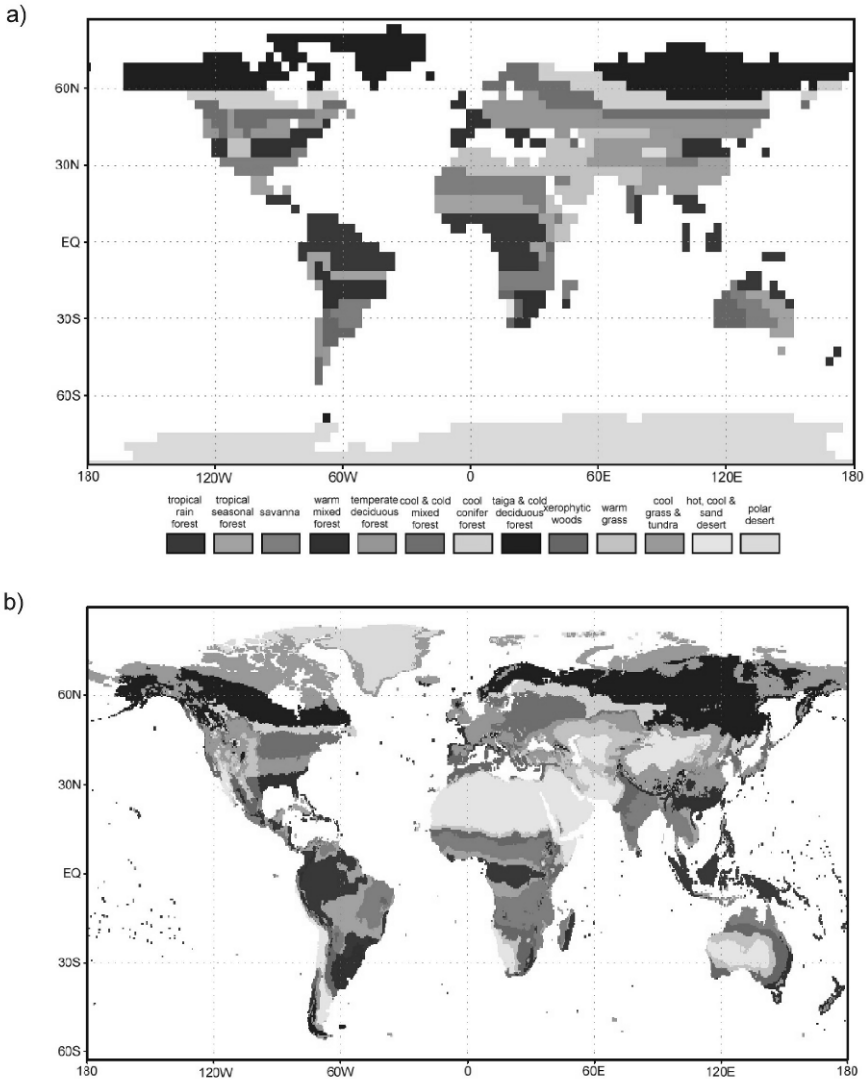 a)
60N
30N
EQ
30S
60S
180 120W 60W 0 60E 120E 180
tropical rain forest
tropical seasonal forest
savanna
warm mixed forest
temperate deciduous forest
cool & cold mixed forest
cool conifer forest
taiga & cold deciduous forest
xerophytic woods
warm grass
cool grass & tundra
hot, cool & sand desert
polar desert
b)
60N
30N
EQ
30S
60S
180 120W 60W 0 60E 120E 180